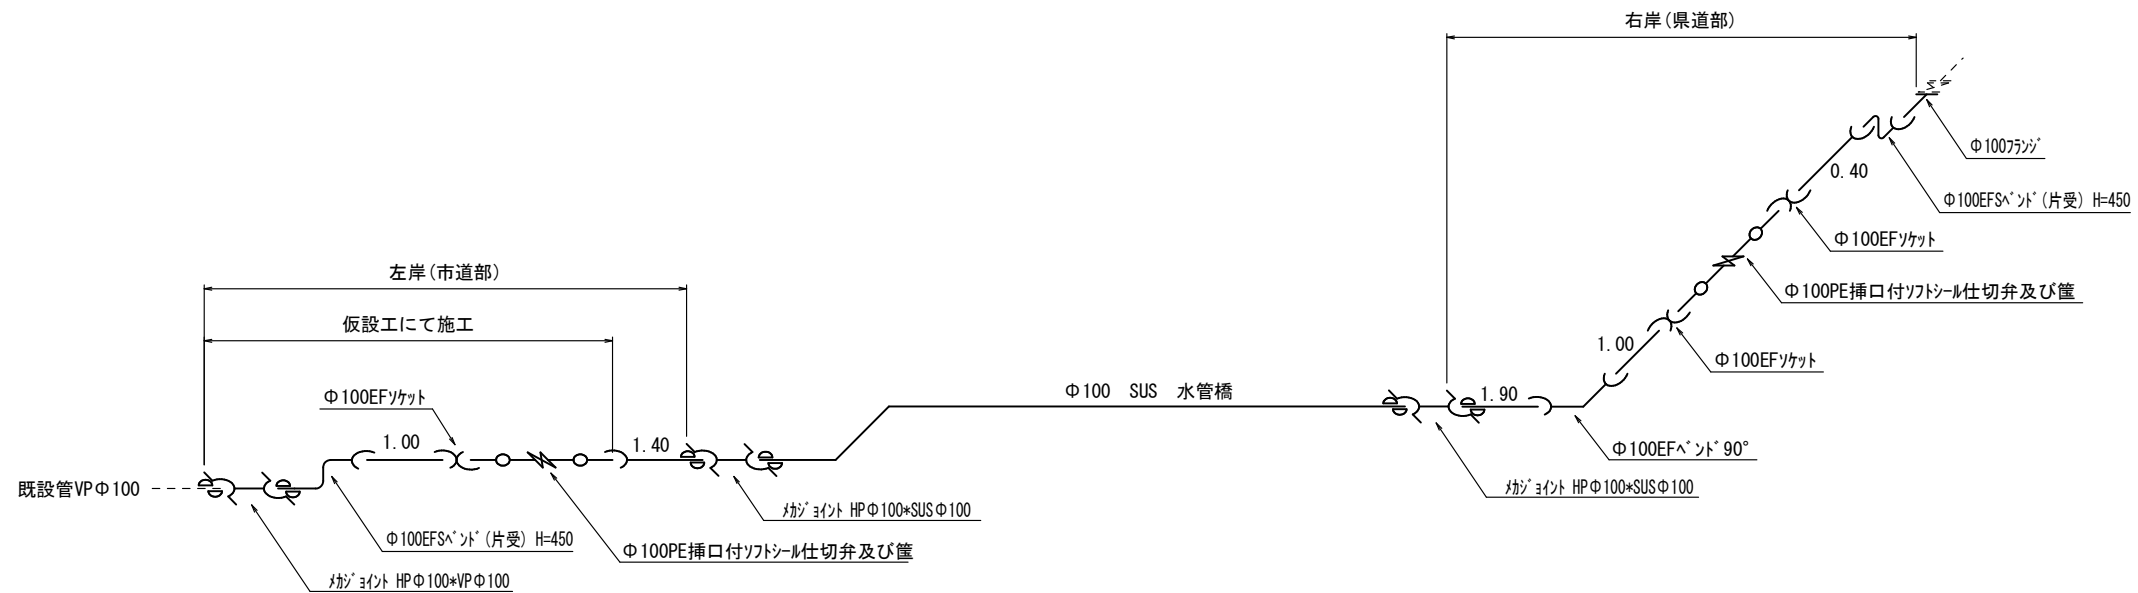 右岸(県道部)
Φ100ﾌﾗﾝｼﾞ
0.40
Φ100EFSﾍﾞﾝﾄﾞ(片受) H=450
Φ100EFｿｹｯﾄ
左岸(市道部)
Φ100PE挿口付ｿﾌﾄｼｰﾙ仕切弁及び筐
仮設工にて施工
1.00
Φ100EFｿｹｯﾄ
Φ100 SUS 水管橋
1.90
Φ100EFｿｹｯﾄ
1.00
1.40
Φ100EFﾍﾞﾝﾄﾞ90°
既設管VPΦ100
ﾒｶｼﾞｮｲﾝﾄ HPΦ100*SUSΦ100
ﾒｶｼﾞｮｲﾝﾄ HPΦ100*SUSΦ100
Φ100EFSﾍﾞﾝﾄﾞ(片受) H=450
Φ100PE挿口付ｿﾌﾄｼｰﾙ仕切弁及び筐
ﾒｶｼﾞｮｲﾝﾄ HPΦ100*VPΦ100